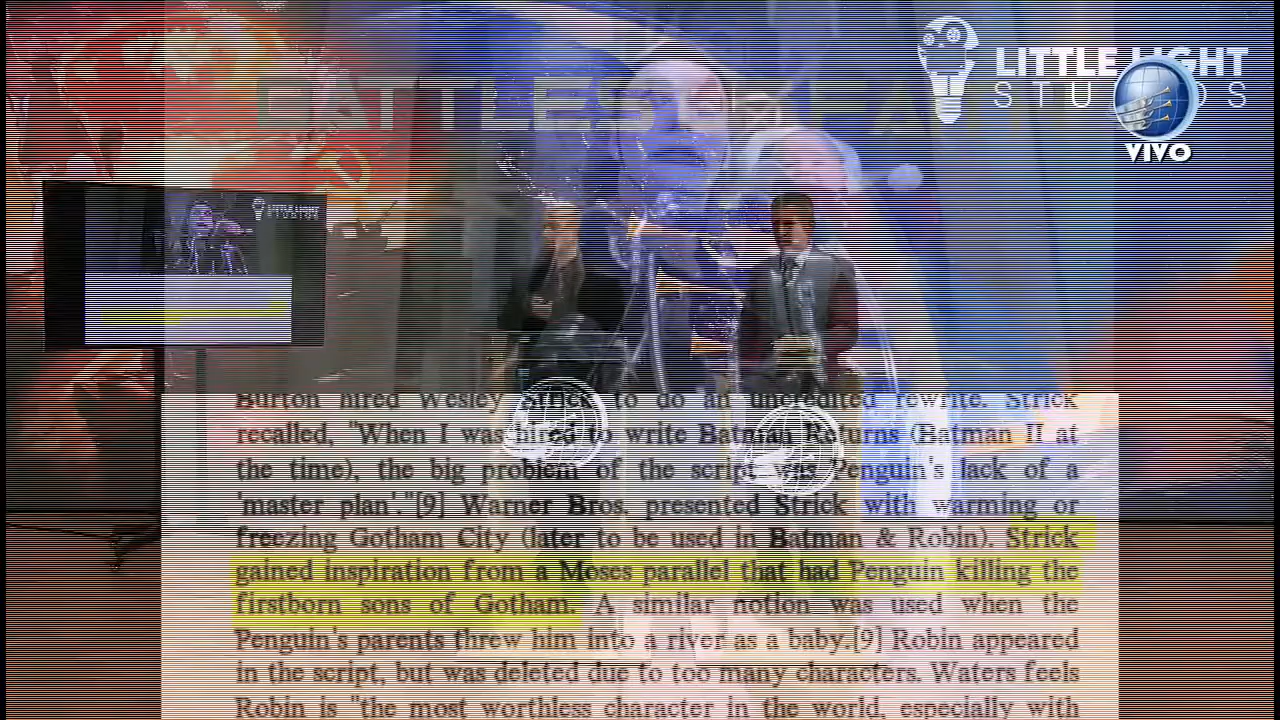 LITTLE LIGHT
STUDIOS
VIVO
LITTLE LIGHT
STUDIOS
Burton hired Wesley Strick to do an uncredited rewrite. Strick
recalled, "When I was hired to write Batman Returns (Batman II at
the time), the big problem of the script was Penguin's lack of a
'master plan'."[9] Warner Bros. presented Strick with warming or
freezing Gotham City (later to be used in Batman & Robin). Strick
gained inspiration from a Moses parallel that had Penguin killing the
firstborn sons of Gotham. A similar notion was used when the
Penguin's parents threw him into a river as a baby.[9] Robin appeared
in the script, but was deleted due to too many characters. Waters feels
Robin is "the most worthless character in the world, especially with